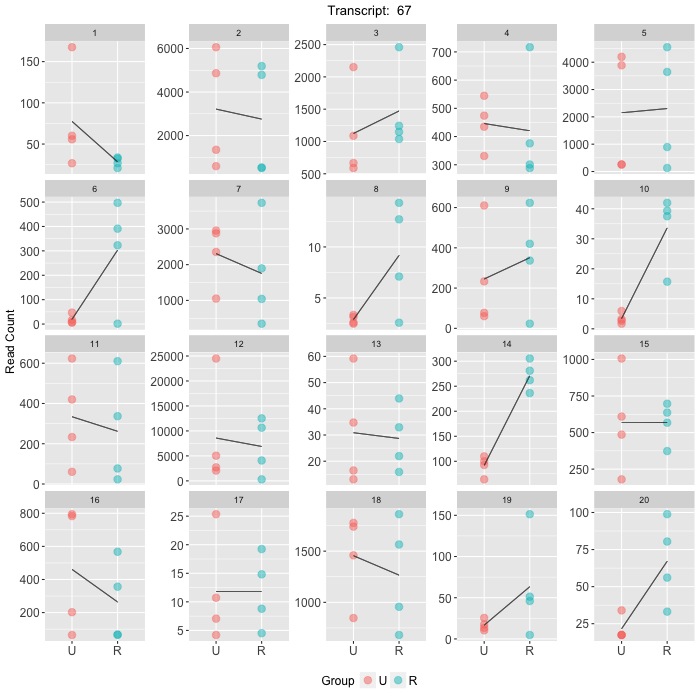 Transcript: 67
1 2 3 4 5
150 100 50
6000 4000 2000
2500 2000 1500 1000 500
700 600 500 400 300
4000 3000 2000 1000 0
6 7 8 9 10
500 400 300 200 100 0
3000 2000 1000
10 5
600 400 200 0
40 30 20 10 0
Read Count
11 12 13 14 15
600 400 200 0
25000 20000 15000 10000 5000 0
60 50 40 30 20
300 250 200 150 100
1000 750 500 250
16 17 18 19 20
800 600 400 200
25 20 15 10 5
1500 1000
150 100 50 0
100 75 50 25
U R U R U R U R U R
Group U R